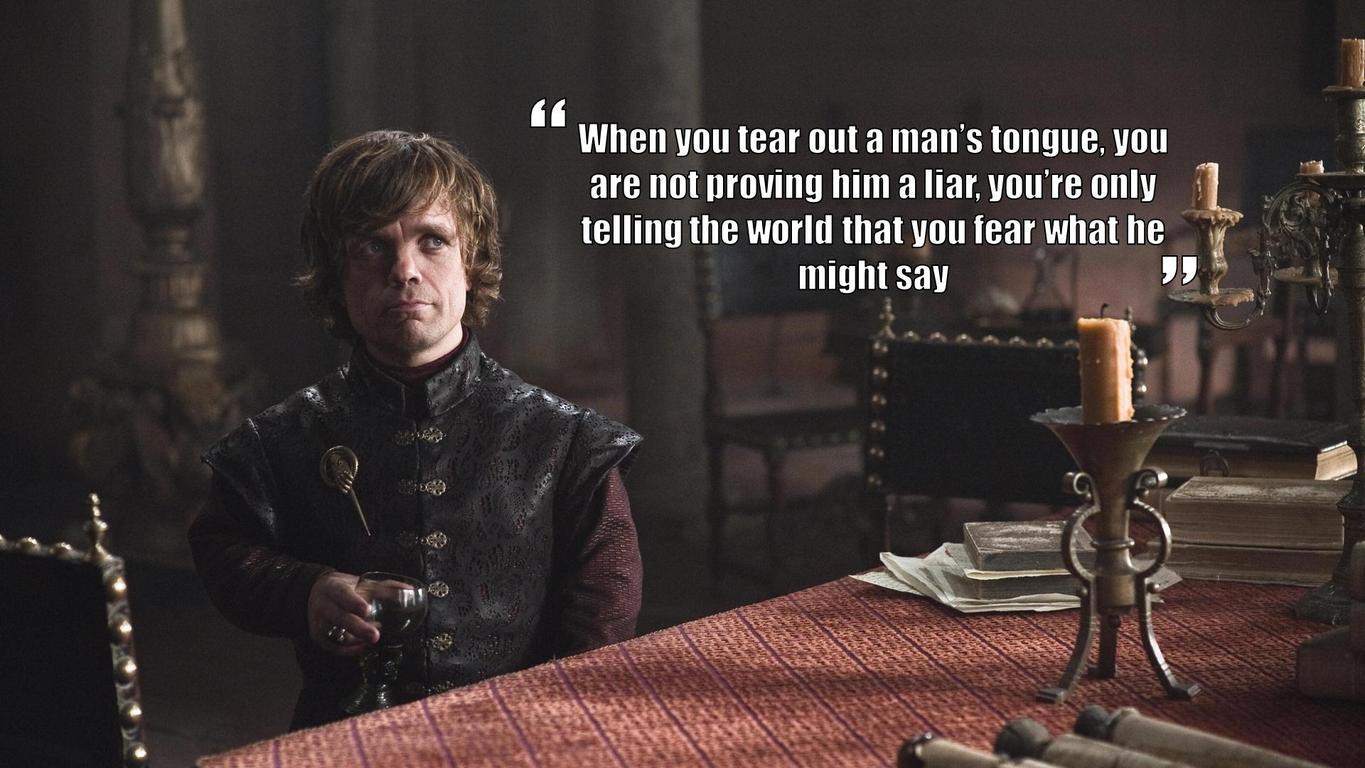 “ When you tear out a man’s tongue, you
are not proving him a liar, you’re only
telling the world that you fear what he
might say ”